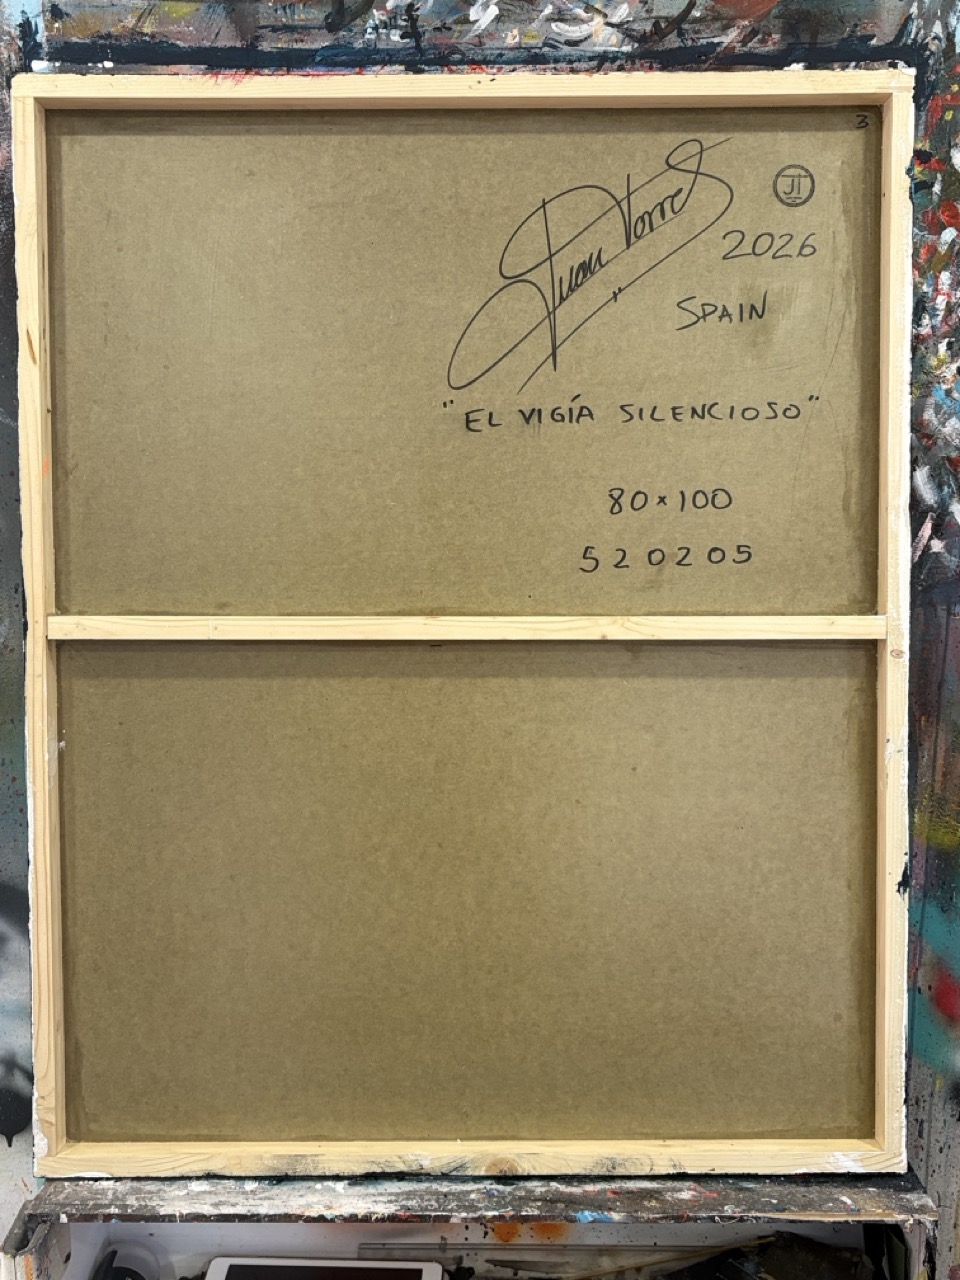 3
Juan Torres
JT
2026
SPAIN
"EL VIGÍA SILENCIOSO"
80×100
520205